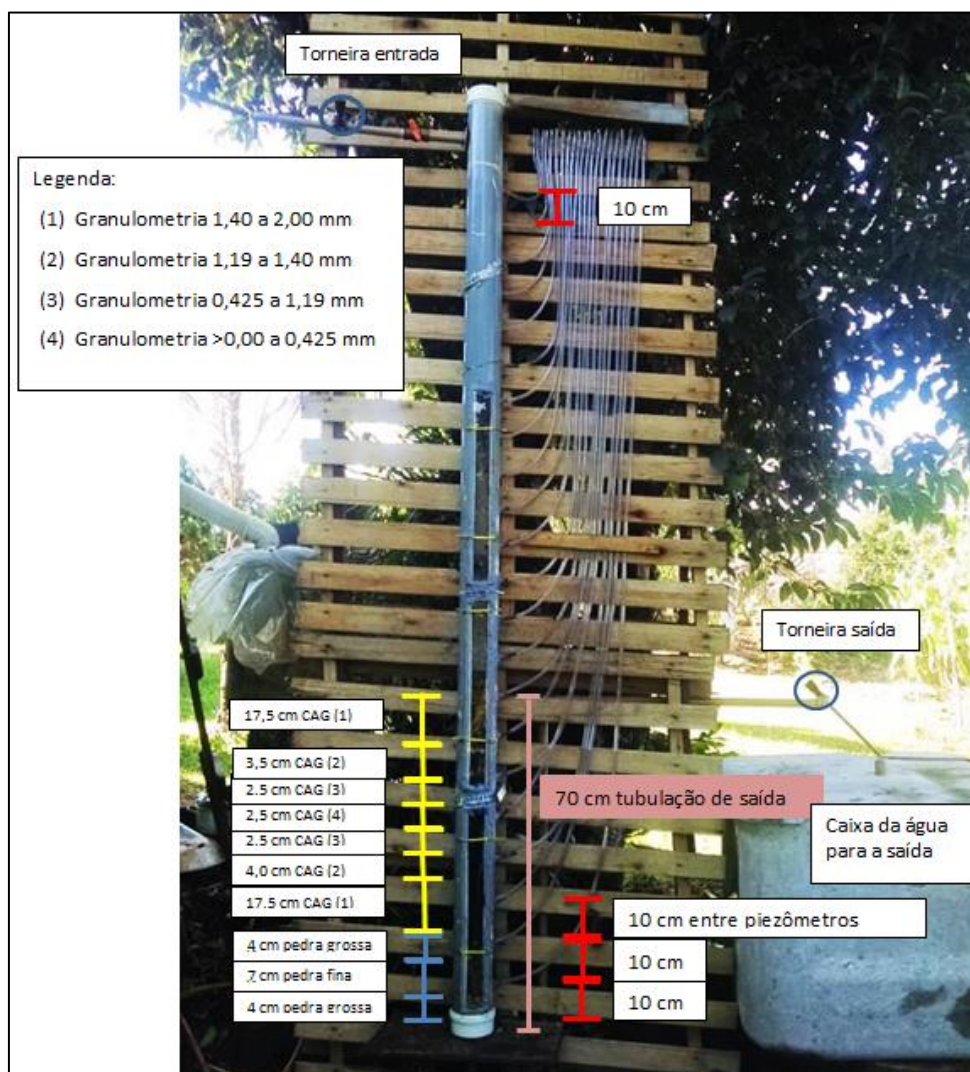 Torneira entrada
Legenda:
(1) Granulometria 1,40 a 2,00 mm
(2) Granulometria 1,19 a 1,40 mm
(3) Granulometria 0,425 a 1,19 mm
(4) Granulometria >0,00 a 0,425 mm
10 cm
Torneira saída
17,5 cm CAG (1)
3,5 cm CAG (2)
2.5 cm CAG (3)
2,5 cm CAG (4)
2.5 cm CAG (3)
4,0 cm CAG (2)
17.5 cm CAG (1)
4 cm pedra grossa
7 cm pedra fina
4 cm pedra grossa
70 cm tubulação de saída
Caixa da água
para a saída
10 cm entre piezômetros
10 cm
10 cm